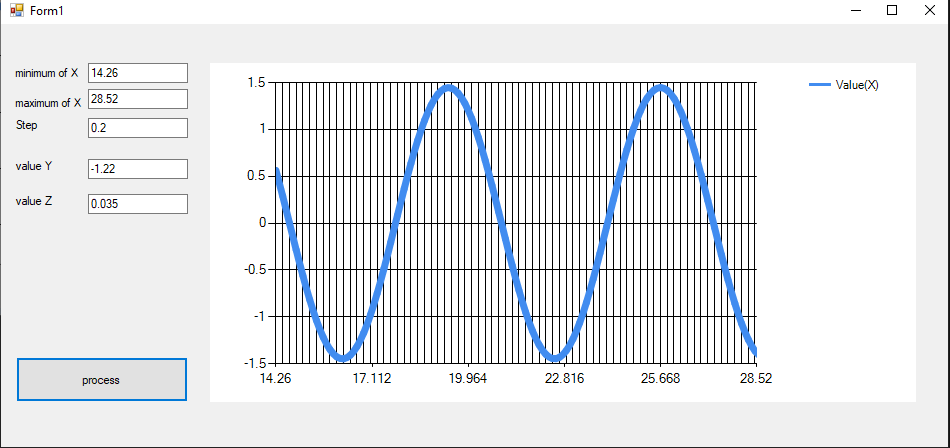 Form1
minimum of X 14.26
maximum of X 28.52
Step 0.2
value Y -1.22
value Z 0.035
process
1.5
1
0.5
0
-0.5
-1
-1.5
14.26 17.112 19.964 22.816 25.668 28.52
Value(X)